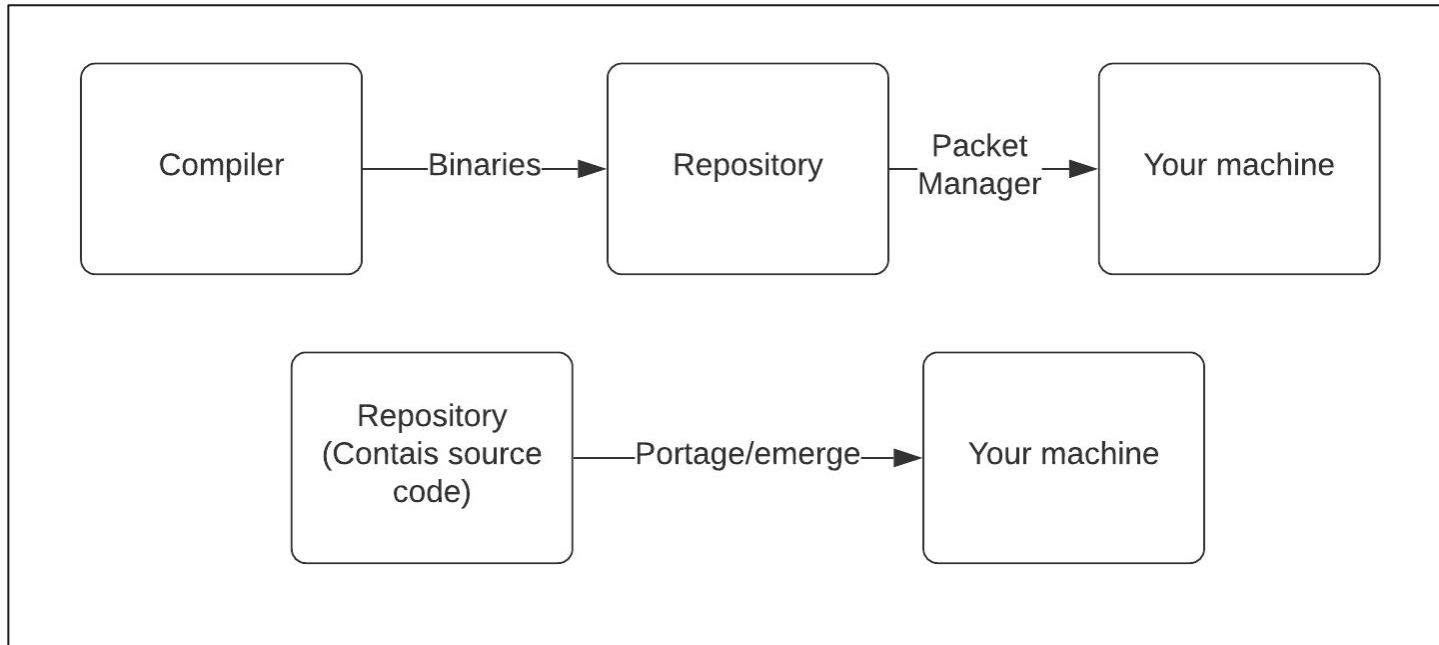 Compiler
Binaries
Repository
Packet
Manager
Your machine
Repository
(Contais source
code)
Portage/emerge
Your machine